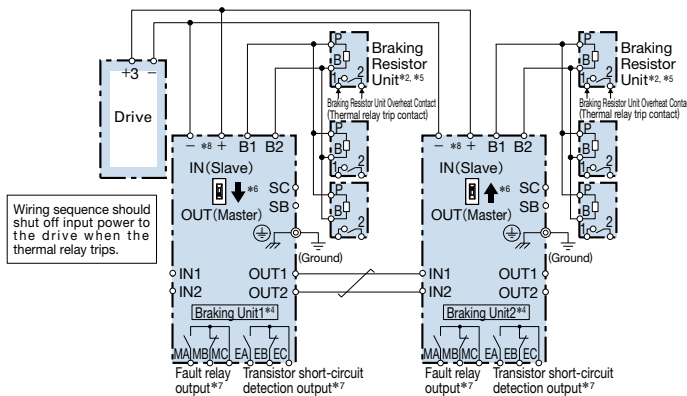 +3 −
Drive
Wiring sequence should
shut off input power to
the drive when the
thermal relay trips.
P
B
1 2
Braking
Resistor
Unit*2, *5
Braking Resistor Unit Overheat Contact
(Thermal relay trip contact)
P
B
1 2
P
B
1 2
− *8 + B1 B2
IN(Slave)
*6
OUT(Master)
SC
SB
(Ground)
IN1
IN2
OUT1
OUT2
Braking Unit1*4
MA MB MC EA EB EC
Fault relay
output*7
Transistor short-circuit
detection output*7
P
B
1 2
Braking
Resistor
Unit*2, *5
Braking Resistor Unit Overheat Conta
(Thermal relay trip contact)
P
B
1 2
P
B
1 2
− *8 + B1 B2
IN(Slave)
*6
OUT(Master)
SC
SB
(Ground)
IN1
IN2
OUT1
OUT2
Braking Unit2*4
MA MB MC EA EB EC
Fault relay
output*7
Transistor short-circuit
detection output*7